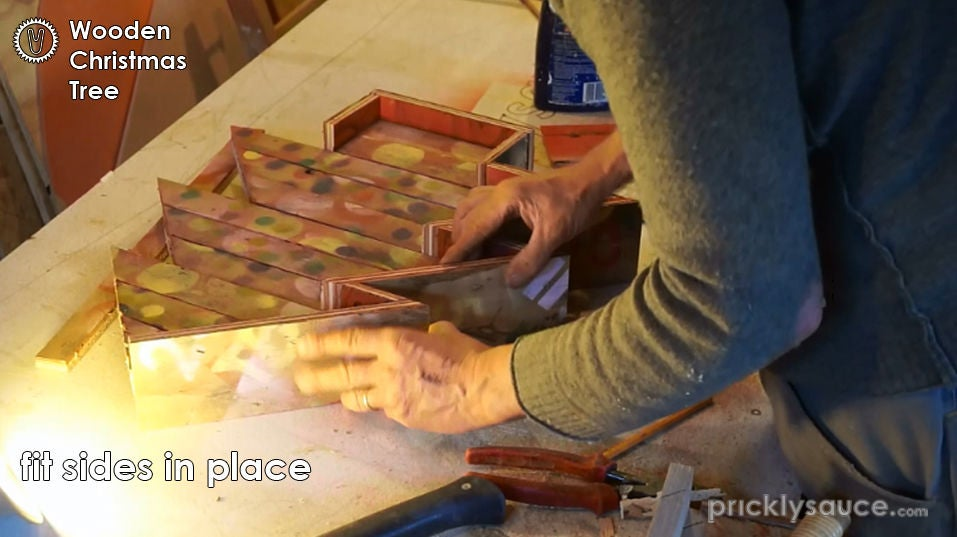 Wooden
Christmas
Tree
fit sides in place
pricklysauce.com